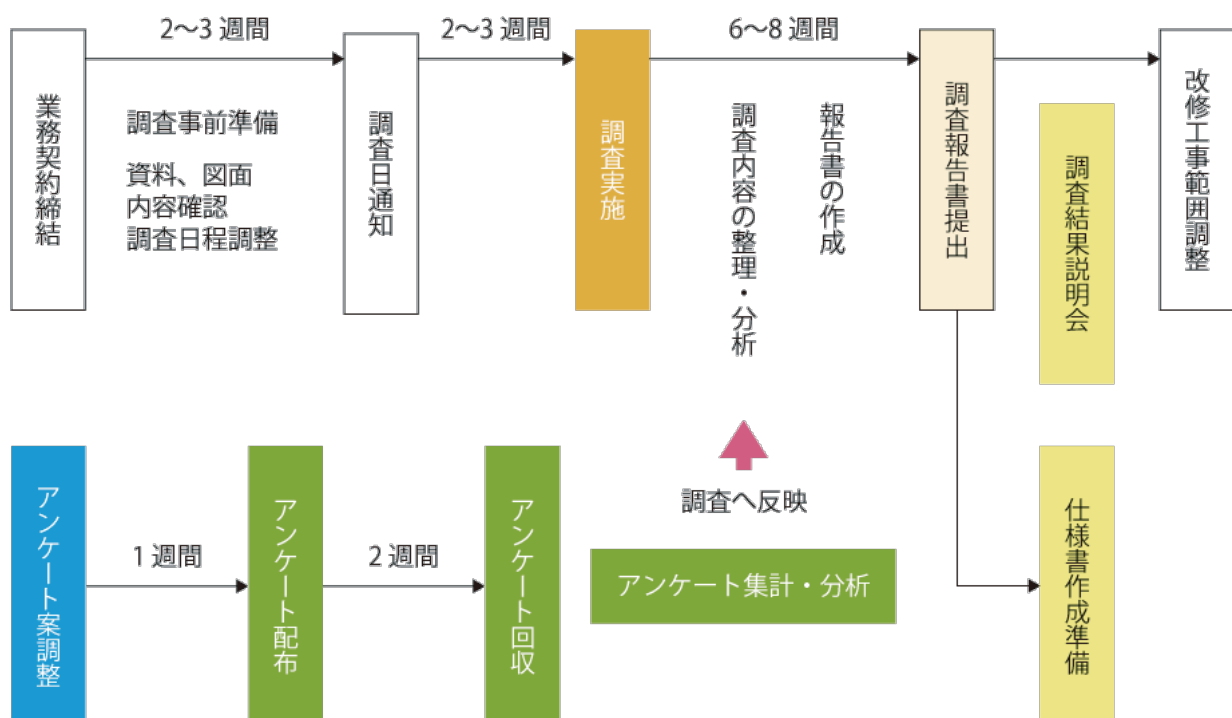 2〜3 週間
2〜3 週間
6〜8 週間
業務契約締結
調査事前準備
資料、図面
内容確認
調査日程調整
調査日通知
調査実施
調査内容の整理・分析
報告書の作成
調査報告書提出
調査結果説明会
改修工事範囲調整
アンケート案調整
1 週間
アンケート配布
2 週間
アンケート回収
調査へ反映
アンケート集計・分析
仕様書作成準備